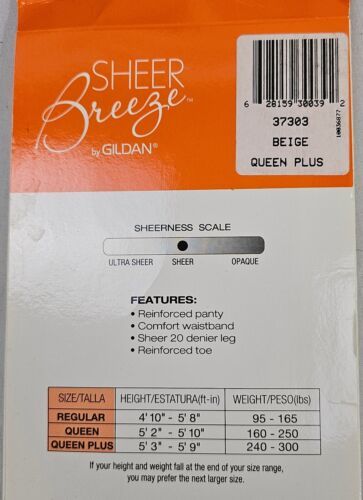 SHEER
Breeze™
by GILDAN®
6 28159 30039 2
37303
BEIGE
QUEEN PLUS
10036877
SHEERNESS SCALE
ULTRA SHEER SHEER OPAQUE
FEATURES:
• Reinforced panty
• Comfort waistband
• Sheer 20 denier leg
• Reinforced toe
SIZE/TALLA HEIGHT/ESTATURA(ft-in) WEIGHT/PESO(lbs)
REGULAR 4' 10" - 5' 8" 95 - 165
QUEEN 5' 2" - 5' 10" 160 - 250
QUEEN PLUS 5' 3" - 5' 9" 240 - 300
If your height and weight fall at the end of your size range,
you may prefer the next larger size.